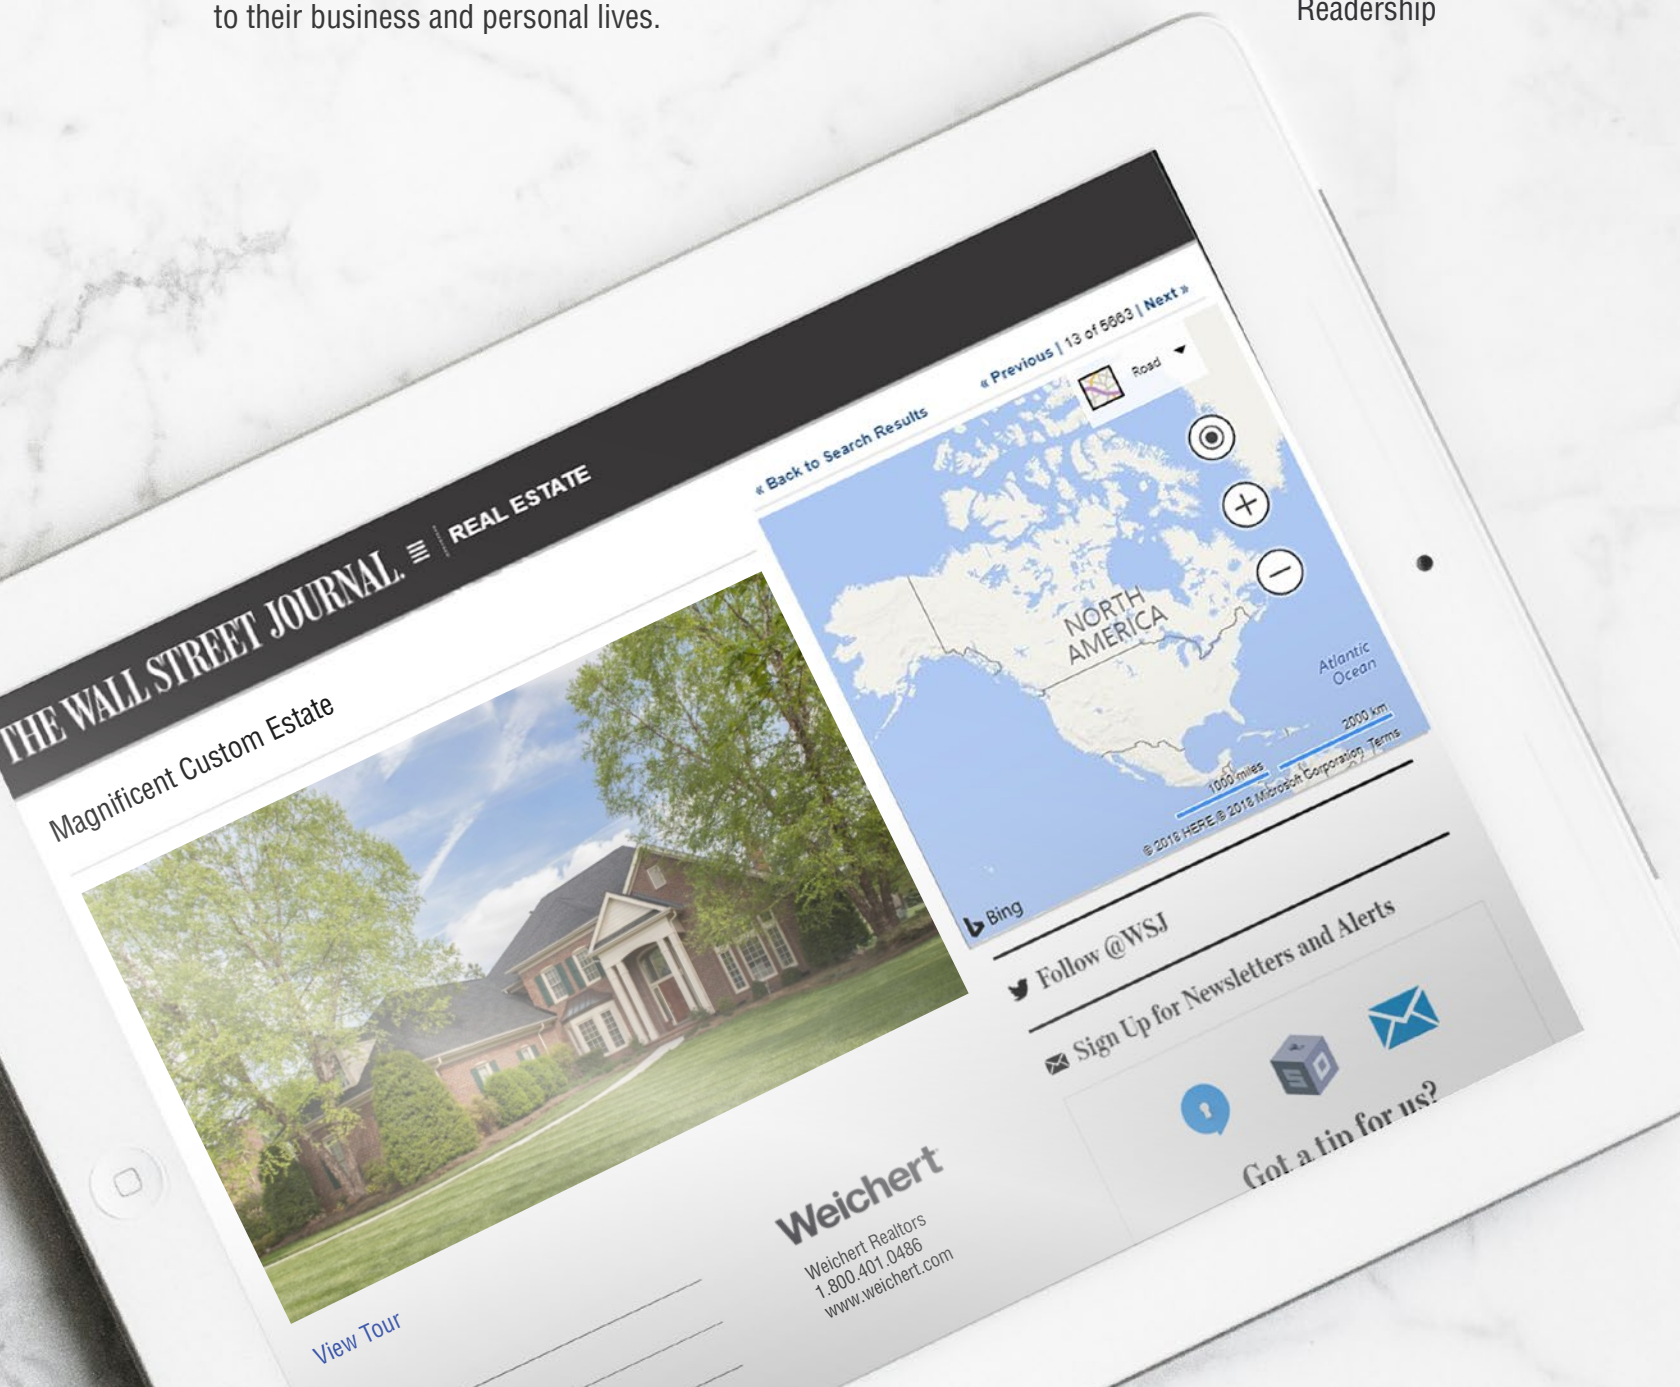 to their business and personal lives.
Readership
THE WALL STREET JOURNAL.
REAL ESTATE
« Back to Search Results
« Previous | 13 of 5663 | Next »
Magnificent Custom Estate
Road
NORTH
AMERICA
Atlantic
Ocean
2000 km
1000 miles
© 2018 HERE © 2018 Microsoft Corporation Terms
Bing
Follow @WSJ
Sign Up for Newsletters and Alerts
SD
Got a tip for us?
Weichert
Weichert Realtors
1.800.401.0486
www.weichert.com
View Tour